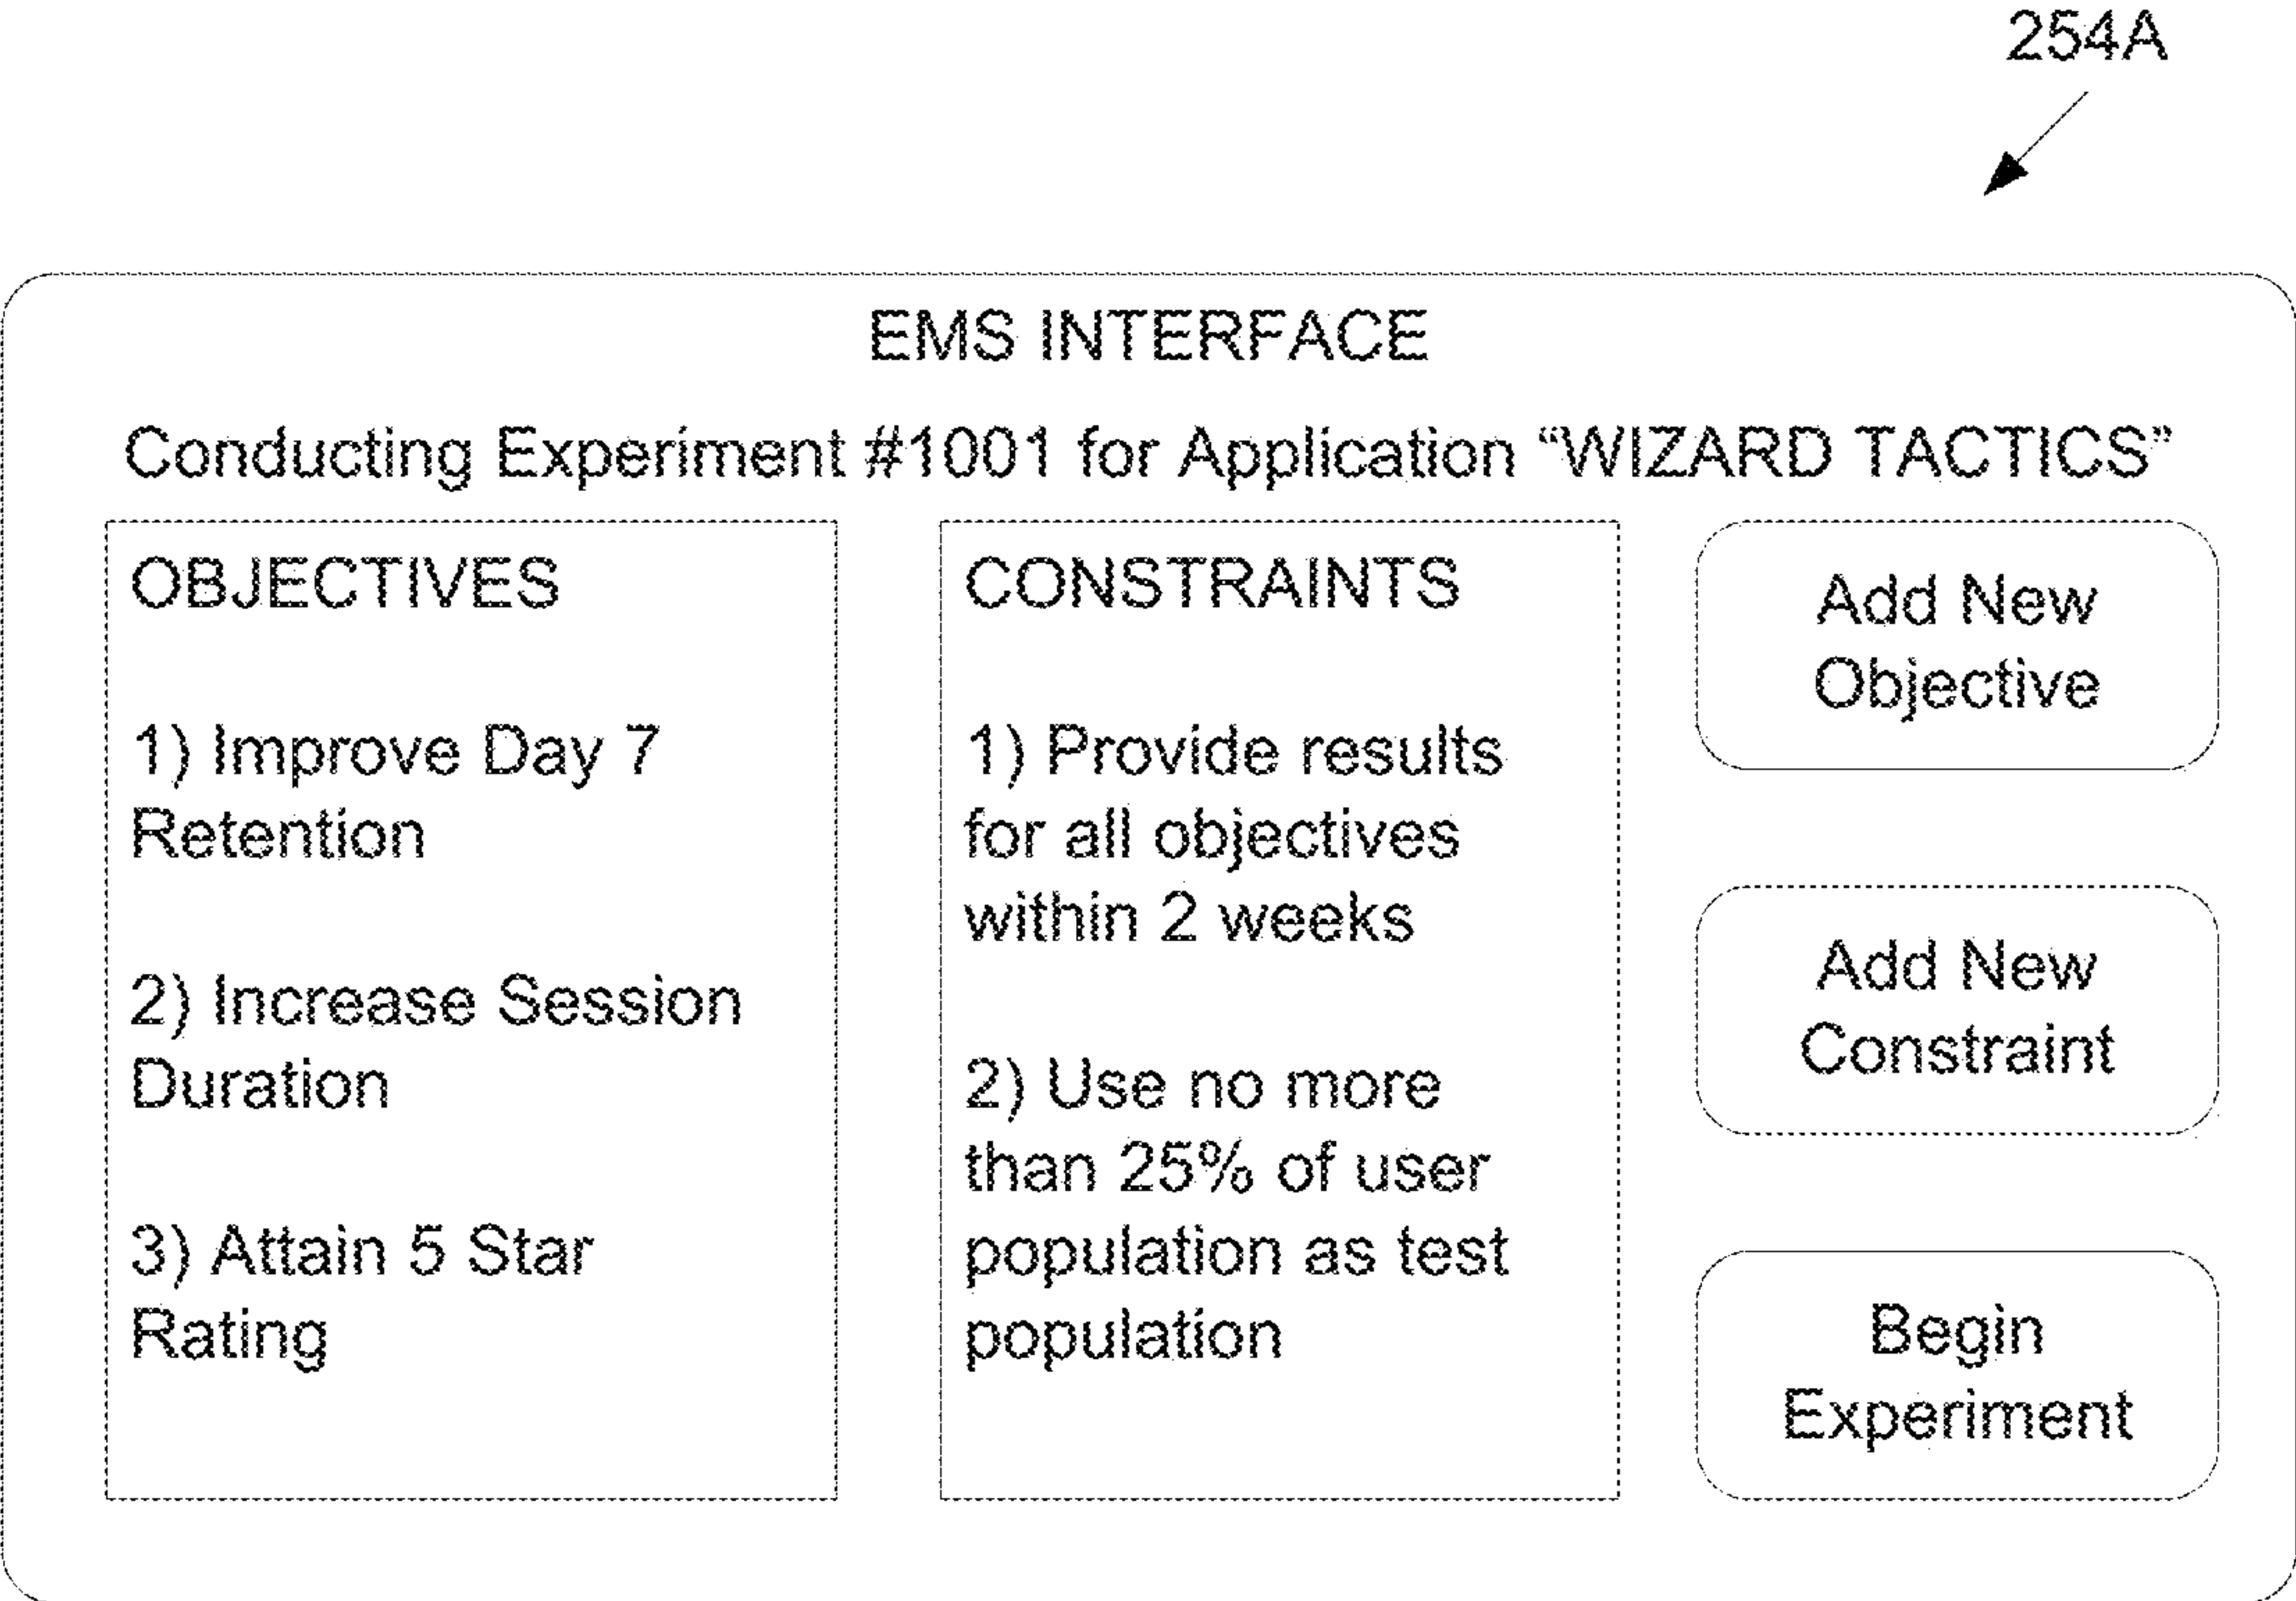 254A
EMS INTERFACE
Conducting Experiment #1001 for Application “WIZARD TACTICS”
OBJECTIVES
1) Improve Day 7
Retention
2) Increase Session
Duration
3) Attain 5 Star
Rating
CONSTRAINTS
1) Provide results
for all objectives
within 2 weeks
2) Use no more
than 25% of user
population as test
population
Add New
Objective
Add New
Constraint
Begin
Experiment